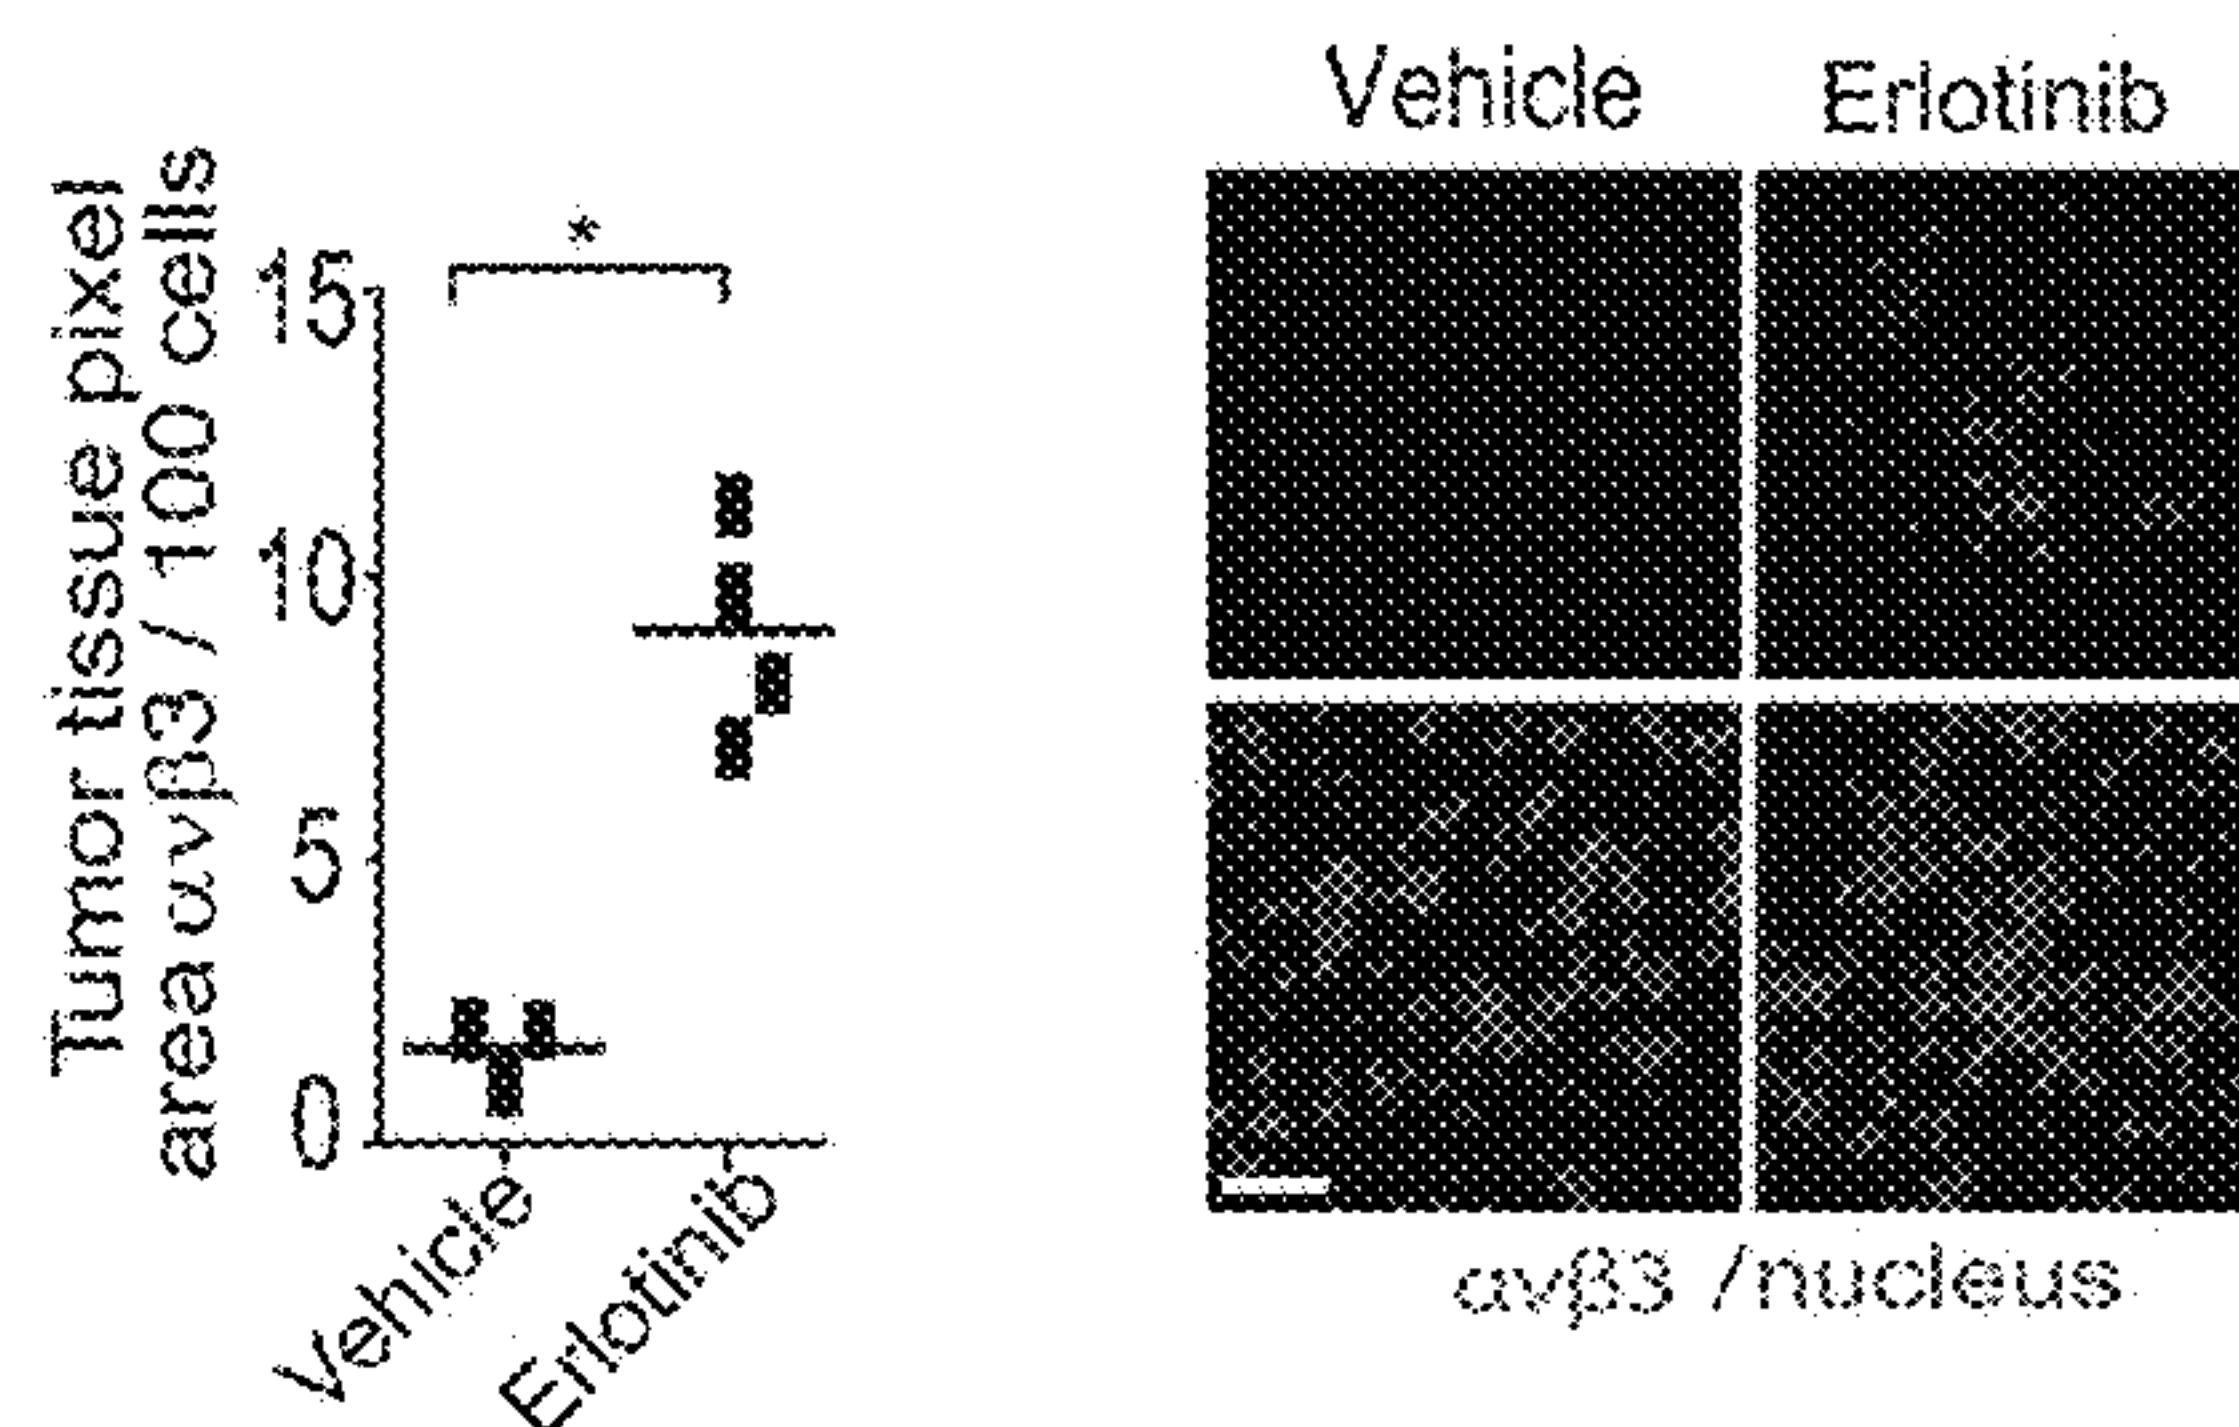 Tumor tissue pixel
area αvβ3 / 100 cells
15
10
5
0
*
Vehicle
Erlotinib
Vehicle
Erlotinib
αvβ3 /nucleus